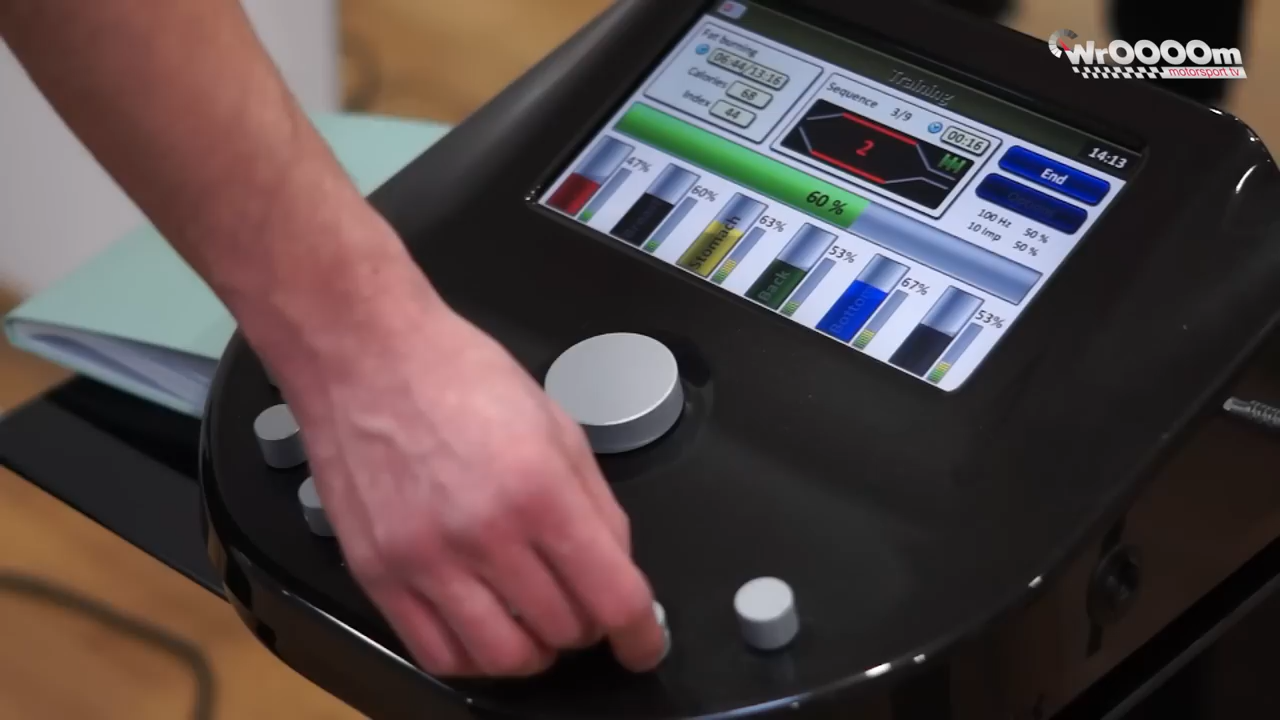 WrOOOOm
motorsport.tv
Training
14:13
Fat burning
06:44/13:16
Calories 68
Index 44
Sequence 3/9 00:16
2
End
Options
100 Hz 50 %
10 imp 50 %
60 %
47%
60%
63%
53%
67%
53%
Stomach
Back
Bottom